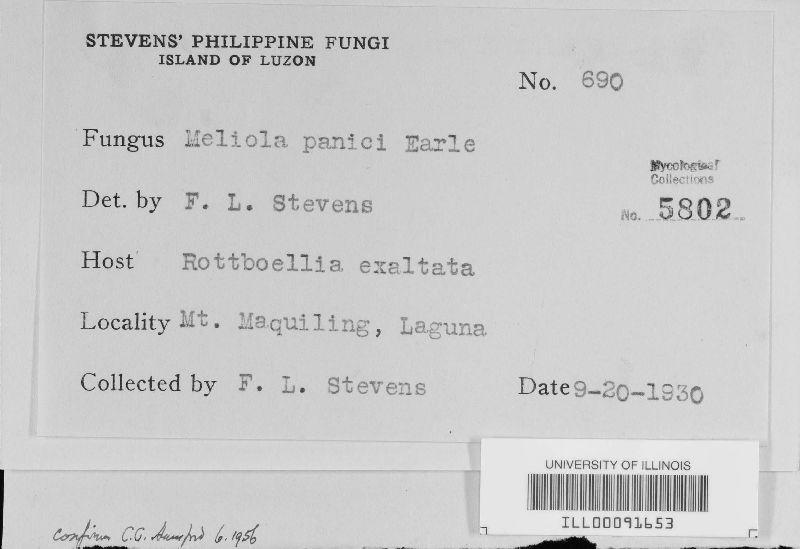 STEVENS' PHILIPPINE FUNGI
ISLAND OF LUZON
No. 690
Fungus Meliola panici Earle
Mycological
Collections
Det. by F. L. Stevens
No. 5802
Host Rottboellia exaltata
Locality Mt. Maquiling, Laguna
Collected by F. L. Stevens Date 9-20-1930
UNIVERSITY OF ILLINOIS
ILL00091653
C.G. 6.1956